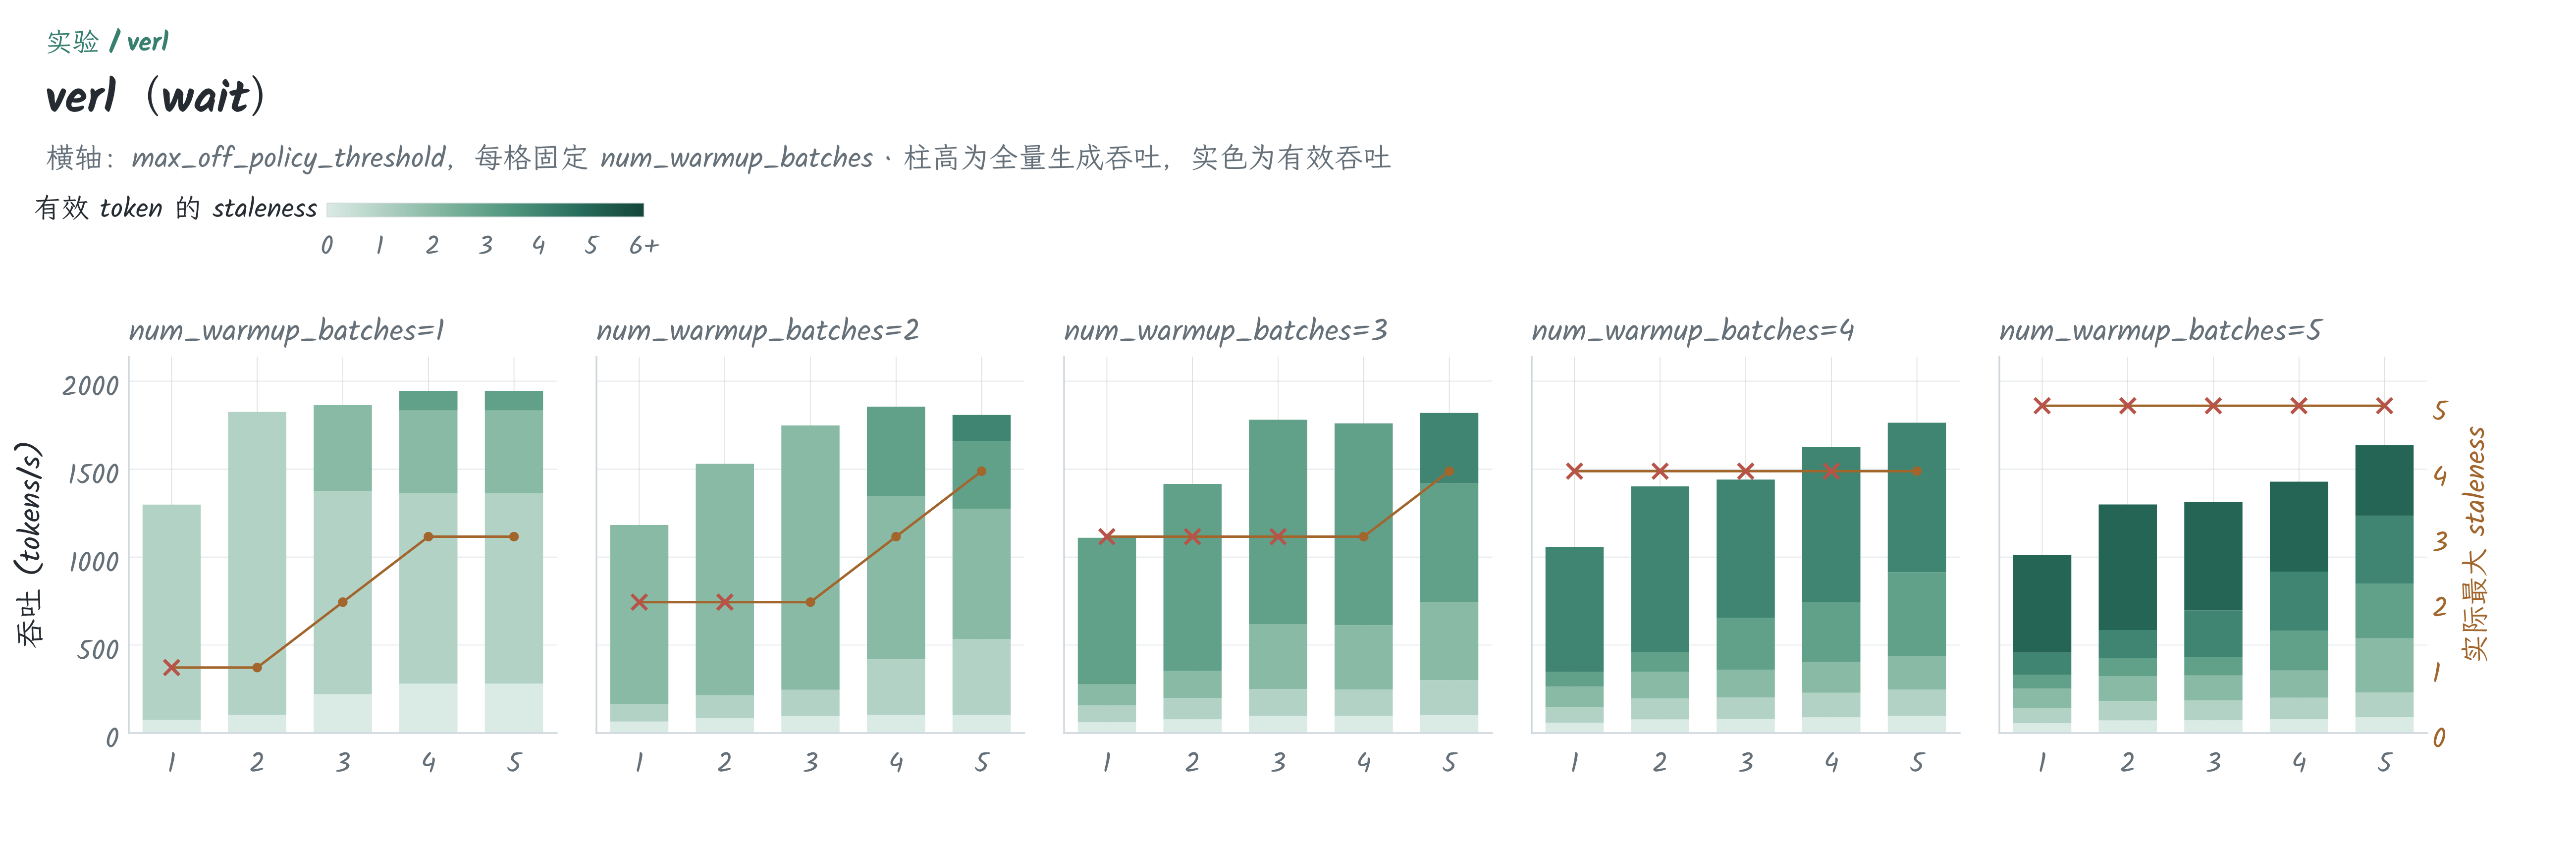 实验 / verl
verl（wait）
横轴：max_off_policy_threshold，每格固定 num_warmup_batches · 柱高为全量生成吞吐，实色为有效吞吐
有效 token 的 staleness
0 1 2 3 4 5 6+
num_warmup_batches=1 num_warmup_batches=2 num_warmup_batches=3 num_warmup_batches=4 num_warmup_batches=5
吞吐 (tokens/s)
2000
1500
1000
500
0
1 2 3 4 5 1 2 3 4 5 1 2 3 4 5 1 2 3 4 5 1 2 3 4 5
5
4
3
2
1
0
实际最大 staleness